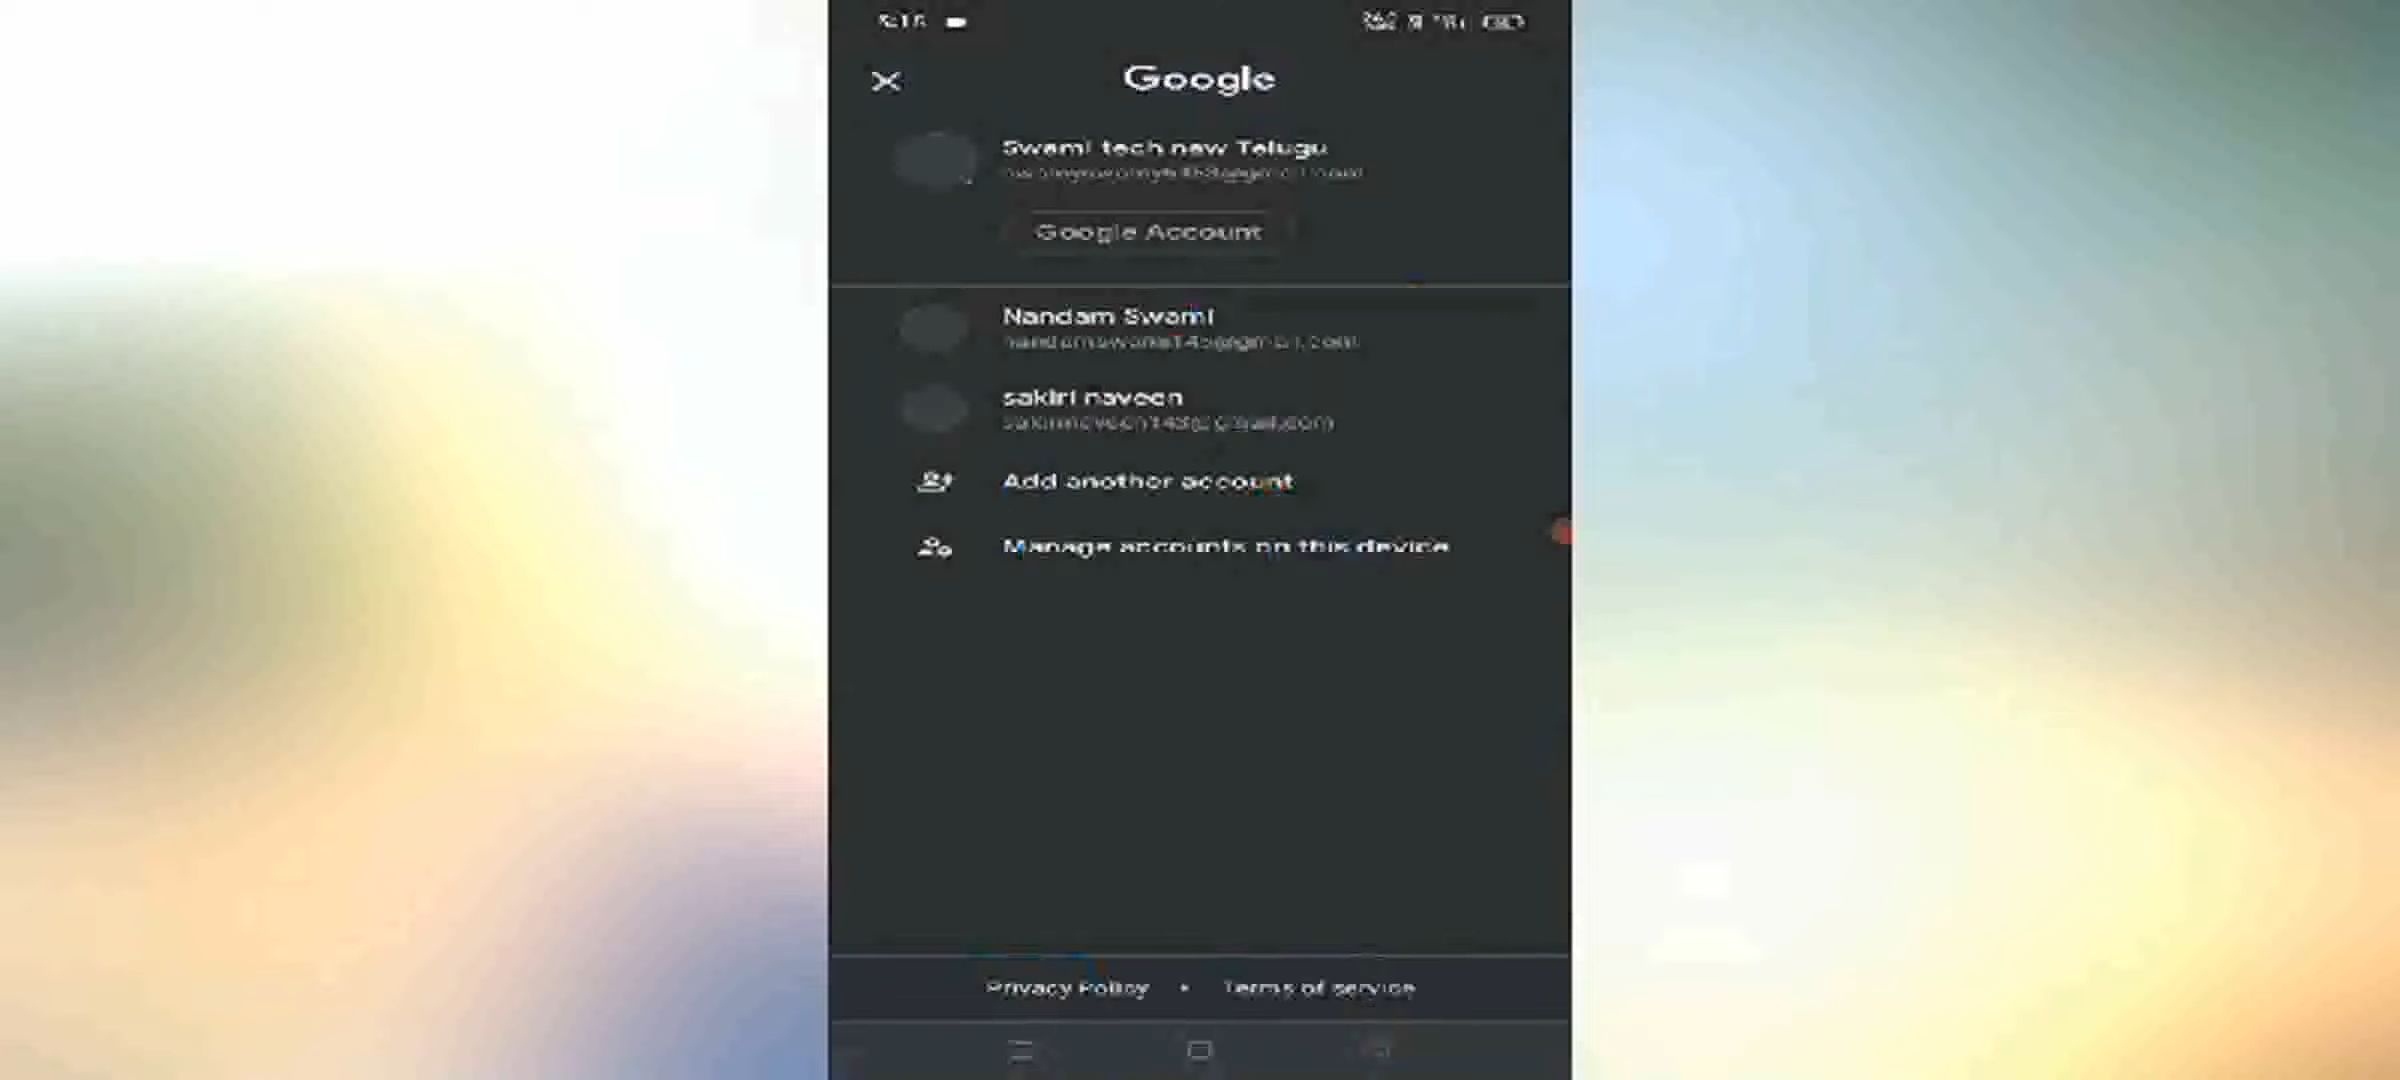 Google
Swami tech new Telugu
Google Account
Nandam Swami
sakiri naveen
Add another account
Manage accounts on this device
Privacy Policy • Terms of service